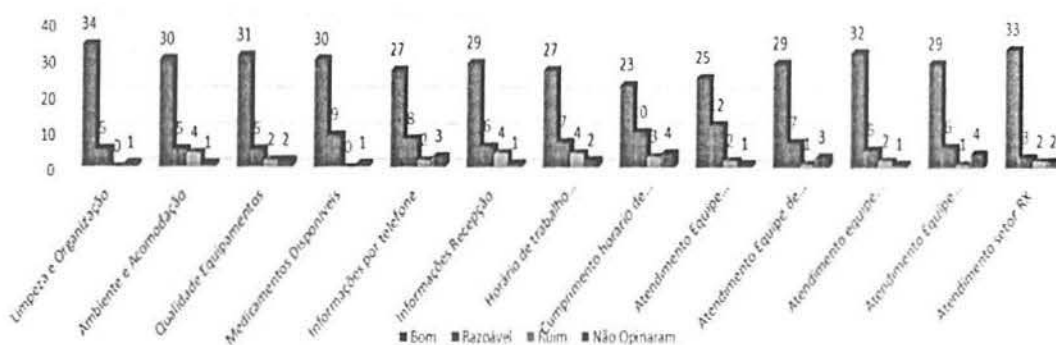 40
30
20
10
0
34 5 0 1
30 5 4 1
31 5 2 2
30 9 0 1
27 8 2 3
29 6 4 1
27 7 4 2
23 0 3 4
25 2 2 1
29 7 1 3
32 5 2 1
29 1 4
33 3 2 2
Limpeza e Organização
Ambiente e Acomodação
Qualidade Equipamentos
Medicamentos Disponíveis
Informações por telefone
Informações Recepção
Horário de trabalho...
Cumprimento horário de...
Atendimento Equipe...
Atendimento Equipe de...
Atendimento equipe...
Atendimento Equipe...
Atendimento setor RX
Bom Razoável Ruim Não Opinaram